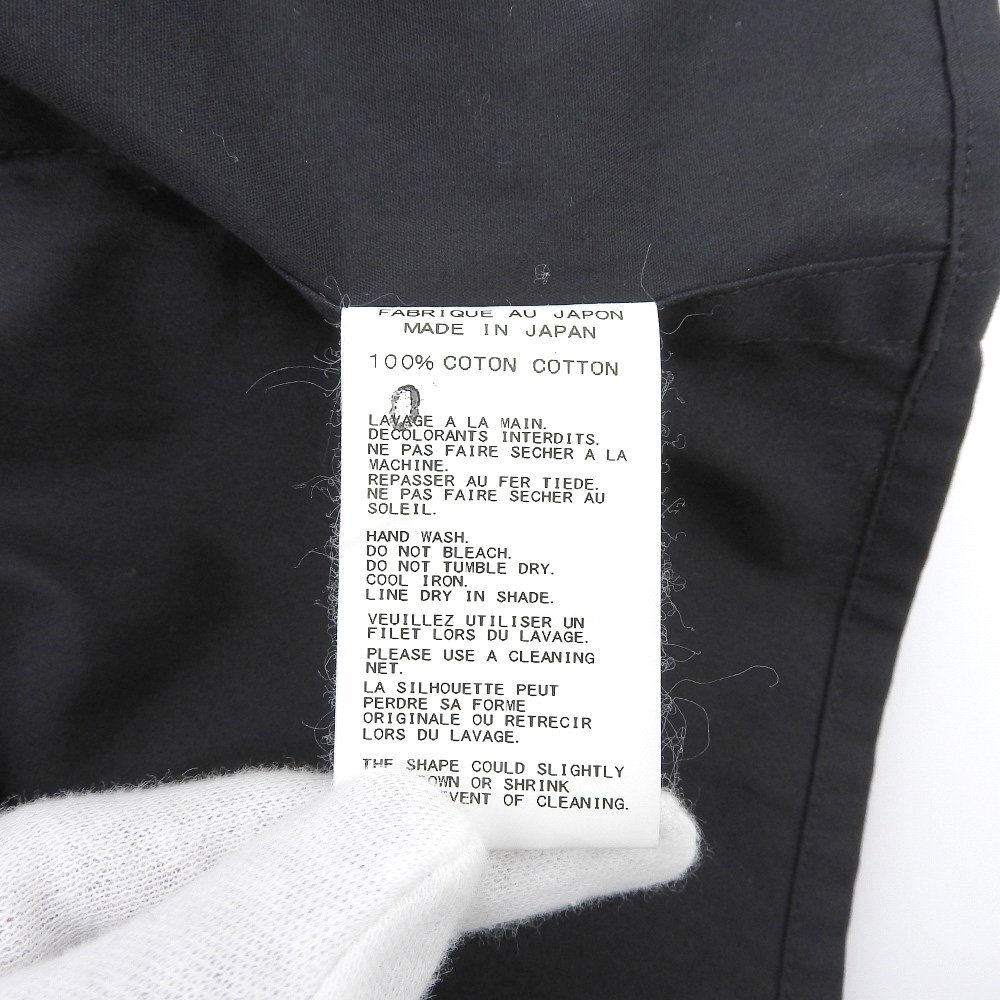 FABRIQUE AU JAPON
MADE IN JAPAN
100% COTON COTTON
LAVAGE A LA MAIN.
DECOLORANTS INTERDITS.
NE PAS FAIRE SECHER A LA
MACHINE.
REPASSER AU FER TIEDE.
NE PAS FAIRE SECHER AU
SOLEIL.
HAND WASH.
DO NOT BLEACH.
DO NOT TUMBLE DRY.
COOL IRON.
LINE DRY IN SHADE.
VEUILLEZ UTILISER UN
FILET LORS DU LAVAGE.
PLEASE USE A CLEANING
NET.
LA SILHOUETTE PEUT
PERDRE SA FORME
ORIGINALE OU RETRECIR
LORS DU LAVAGE.
THE SHAPE COULD SLIGHTLY
OR SHRINK
OF CLEANING.